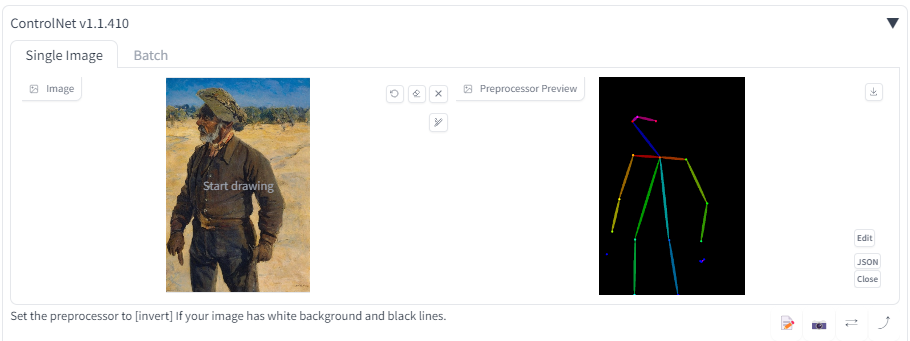 ControlNet v1.1.410
Single Image
Batch
Image
Preprocessor Preview
Start drawing
Edit
JSON
Close
Set the preprocessor to [invert] If your image has white background and black lines.